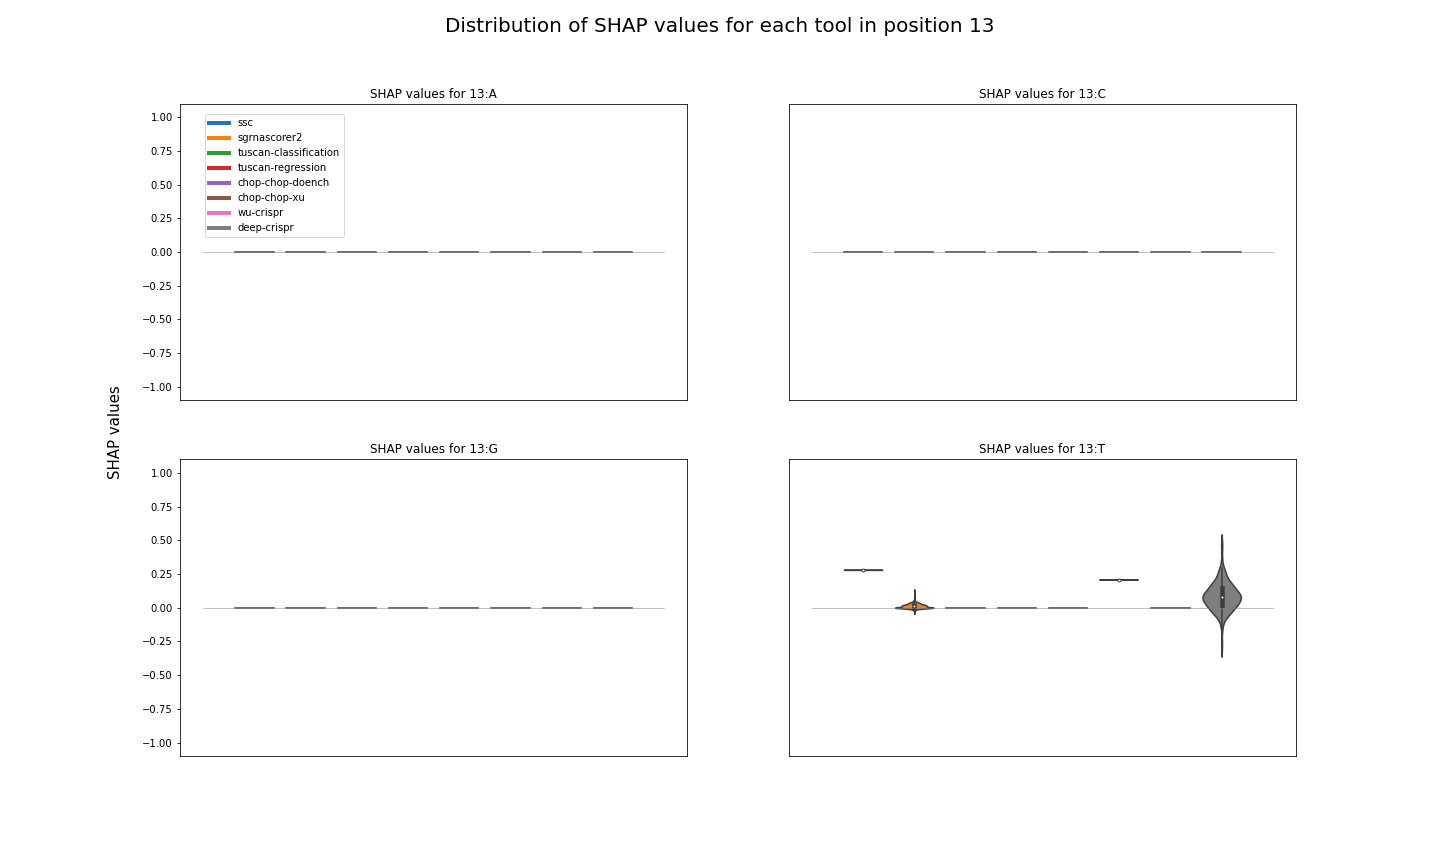 Distribution of SHAP values for each tool in position 13
SHAP values for 13:A
1.00
0.75
0.50
0.25
0.00
−0.25
−0.50
−0.75
−1.00
ssc
sgrnascorer2
tuscan-classification
tuscan-regression
chop-chop-doench
chop-chop-xu
wu-crispr
deep-crispr
SHAP values for 13:C
SHAP values
SHAP values for 13:G
1.00
0.75
0.50
0.25
0.00
−0.25
−0.50
−0.75
−1.00
SHAP values for 13:T